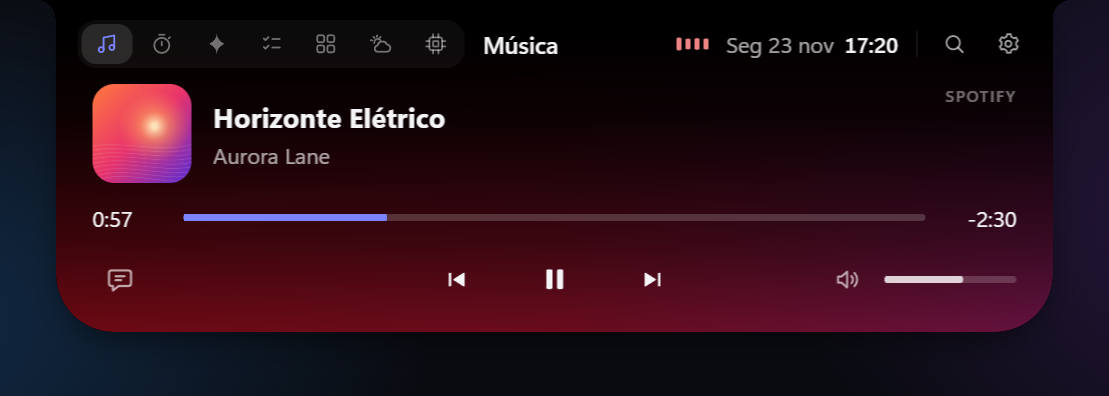 Música
Seg 23 nov 17:20
SPOTIFY
Horizonte Elétrico
Aurora Lane
0:57
-2:30